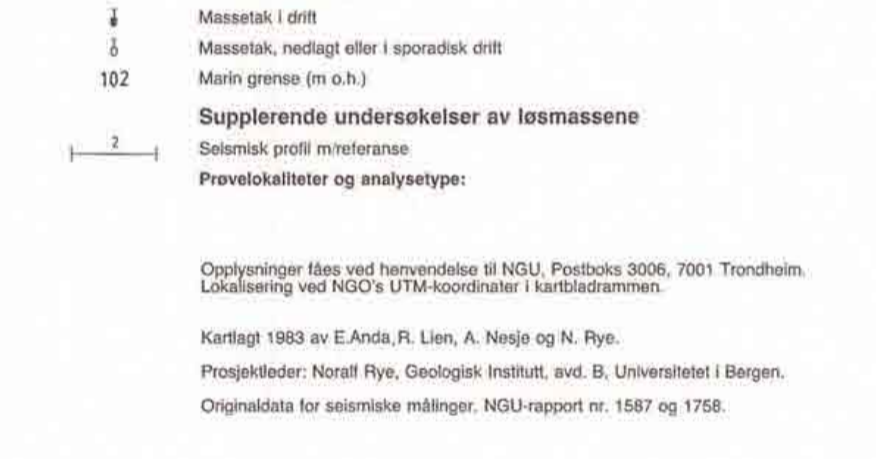 Massetak i drift
Massetak, nedlagt eller i sporadisk drift
102 Marin grense (m o.h.)
Supplerende undersøkelser av løsmassene
2 Seismisk profil m/referanse
Prøvelokaliteter og analysetype:
Opplysninger fåes ved henvendelse til NGU, Postboks 3006, 7001 Trondheim.
Lokalisering ved NGO's UTM-koordinater i kartbladrammen.
Kartlagt 1983 av E.Anda, R. Lien, A. Nesje og N. Rye.
Prosjektleder: Noralf Rye, Geologisk Institutt, avd. B, Universitetet i Bergen.
Originaldata for seismiske målinger, NGU-rapport nr. 1587 og 1758.